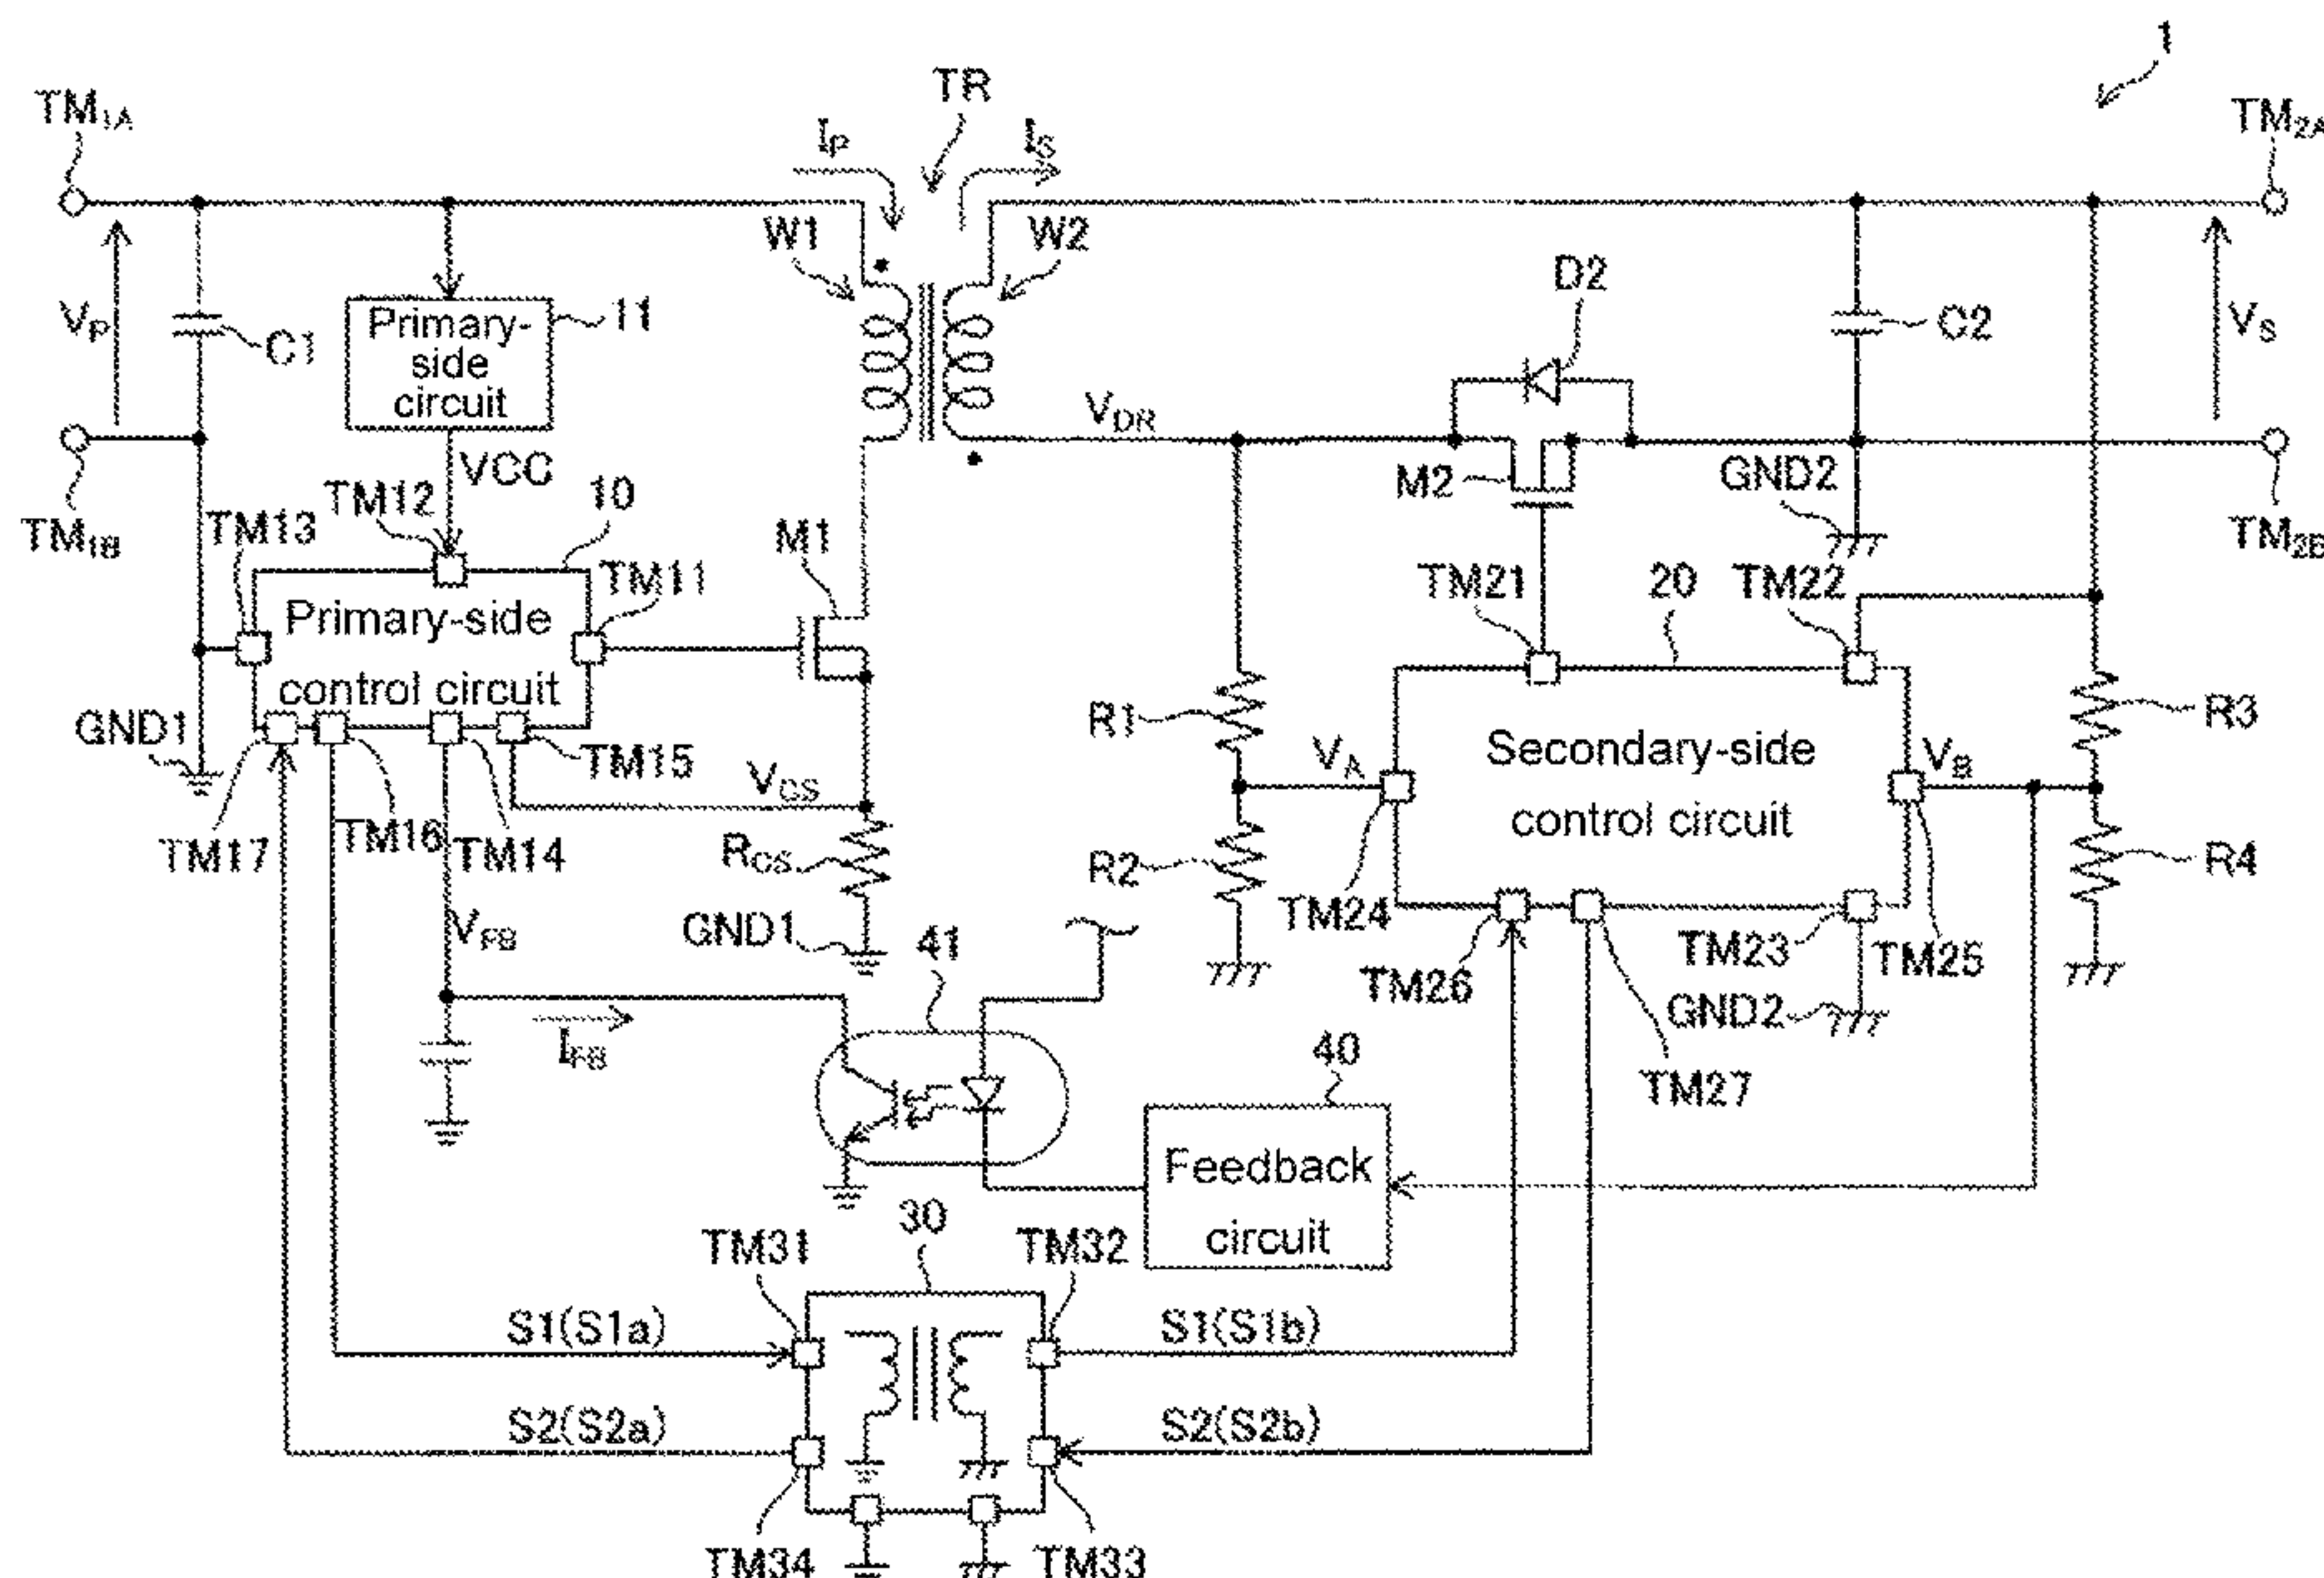 1
TM1A
TR
TM2A
IP
IS
W1
W2
D2
VP
C1
Primary-
side
circuit
11
C2
VS
VDR
TM1B
VCC
TM12
10
TM13
M1
TM11
M2
GND2
TM2B
TM21
20
TM22
Primary-side
control circuit
GND1
TM15
R1
VA
Secondary-side
control circuit
VB
R3
VCS
TM17
TM16
TM14
RCS
R2
R4
TM24
GND1
VFB
41
TM26
TM23
TM25
GND2
IFB
40
TM27
Feedback
circuit
30
TM31
TM32
S1(S1a)
S1(S1b)
S2(S2a)
S2(S2b)
TM34
TM33